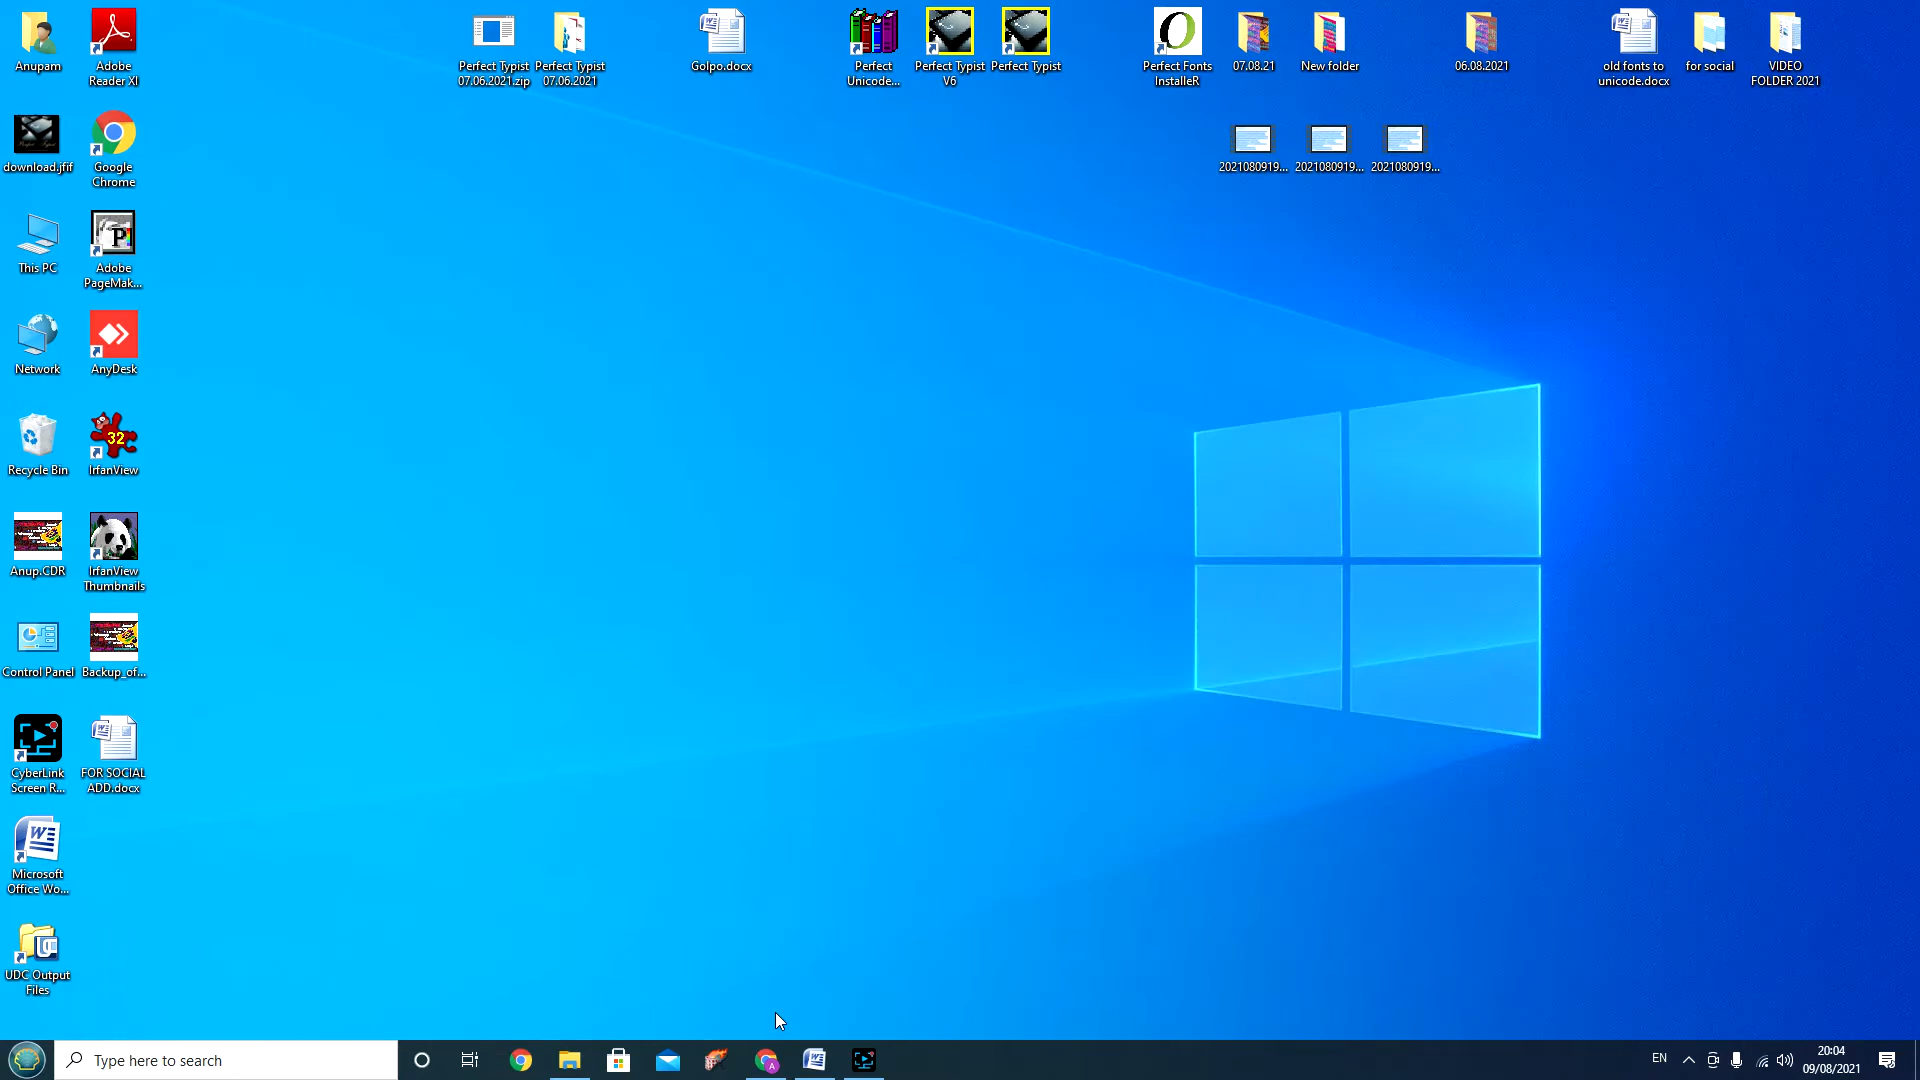 Anupam
Adobe
Reader XI
Perfect Typist
07.06.2021.zip
Perfect Typist
07.06.2021
Golpo.docx
Perfect
Unicode...
Perfect Typist
V6
Perfect Typist
Perfect Fonts
InstalleR
07.08.21
New folder
06.08.2021
old fonts to
unicode.docx
for social
VIDEO
FOLDER 2021
download.jfif
Google
Chrome
2021080919...
2021080919...
2021080919...
This PC
Adobe
PageMak...
Network
AnyDesk
Recycle Bin
32
IrfanView
Anup.CDR
IrfanView
Thumbnails
Control Panel
Backup_of...
CyberLink
Screen R...
FOR SOCIAL
ADD.docx
Microsoft
Office Wo...
UDC Output
Files
Type here to search
EN
20:04
09/08/2021